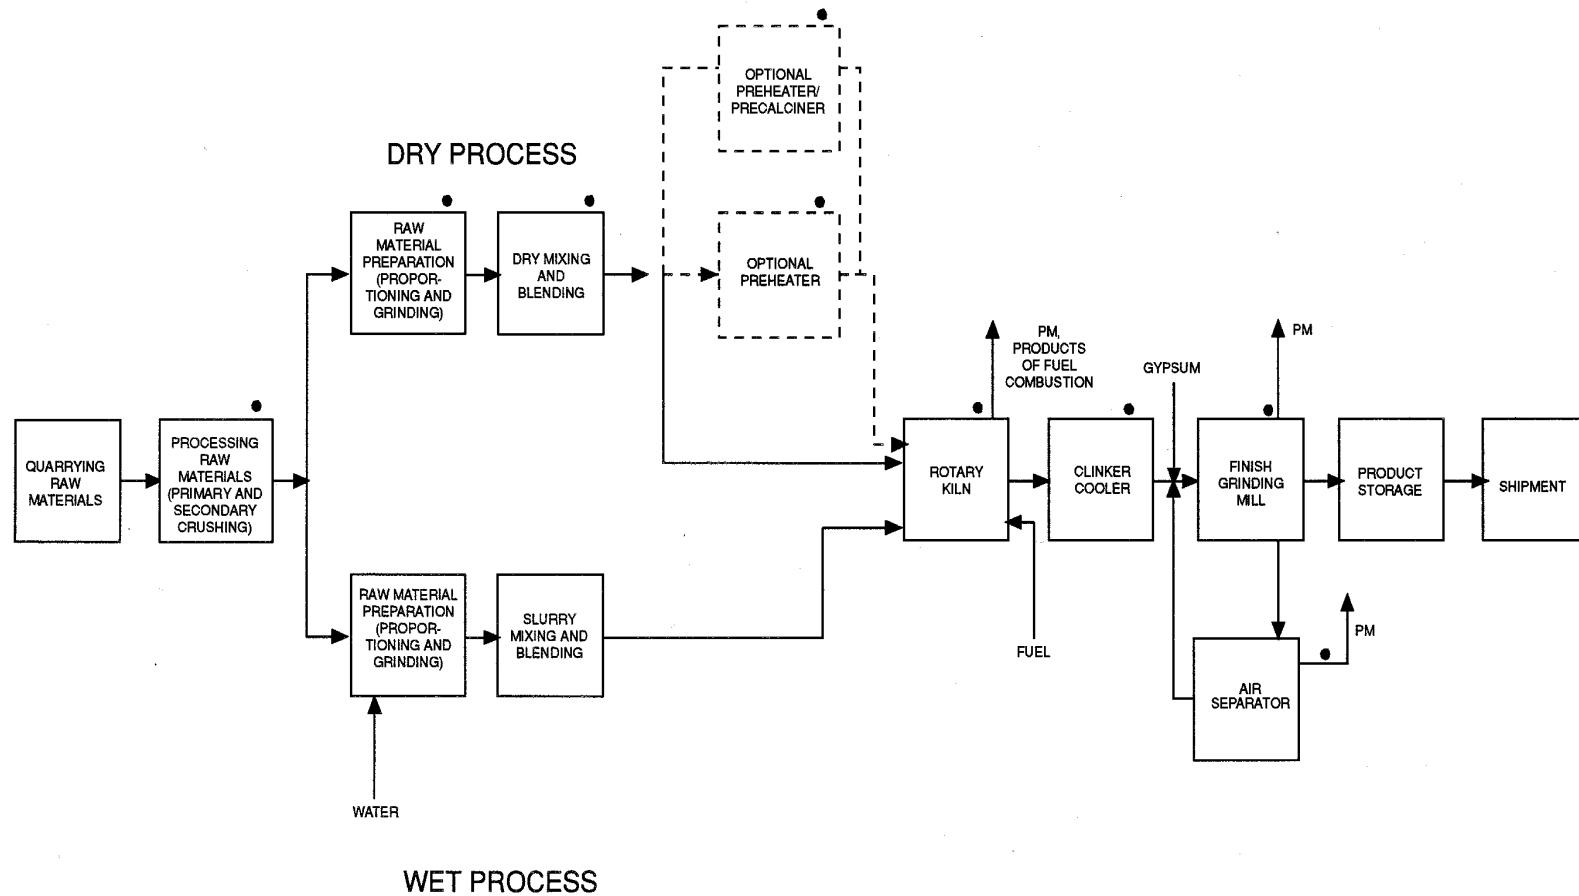 OPTIONAL
PREHEATER/
PRECALCINER
DRY PROCESS
RAW
MATERIAL
PREPARATION
(PROPOR-
TIONING AND
GRINDING)
DRY MIXING
AND
BLENDING
OPTIONAL
PREHEATER
PM,
PRODUCTS
OF FUEL
COMBUSTION
GYPSUM
PM
QUARRYING
RAW
MATERIALS
PROCESSING
RAW
MATERIALS
(PRIMARY AND
SECONDARY
CRUSHING)
ROTARY
KILN
CLINKER
COOLER
FINISH
GRINDING
MILL
PRODUCT
STORAGE
SHIPMENT
RAW MATERIAL
PREPARATION
(PROPOR-
TIONING AND
GRINDING)
SLURRY
MIXING AND
BLENDING
FUEL
PM
AIR
SEPARATOR
WATER
WET PROCESS